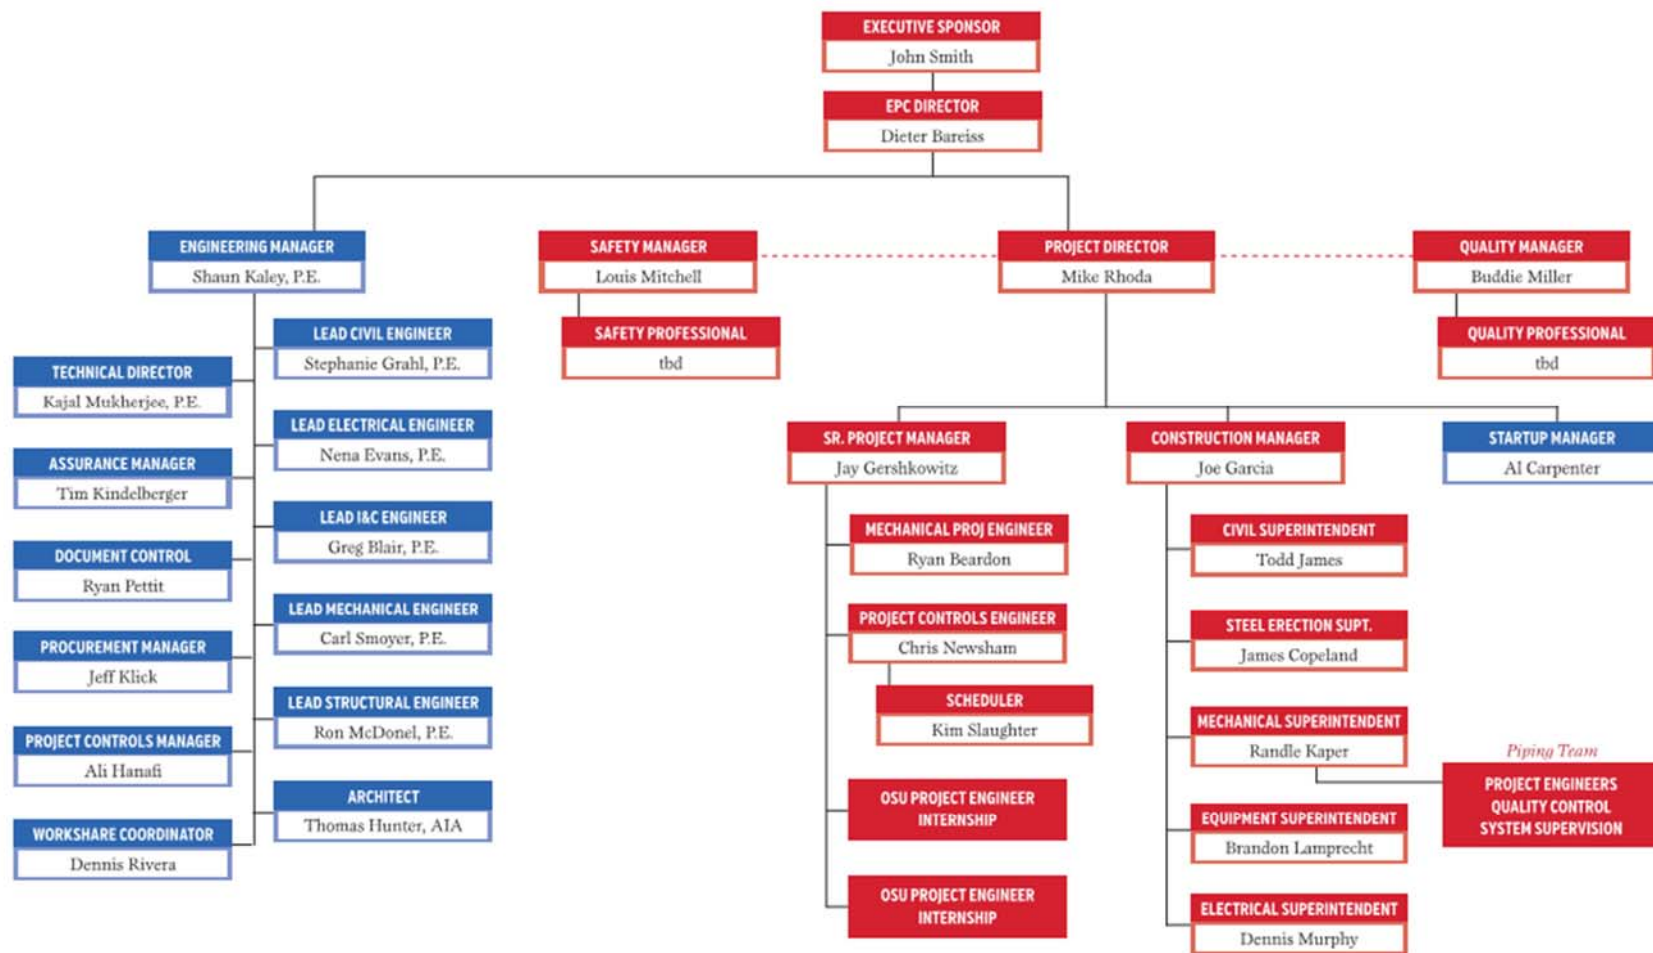 EXECUTIVE SPONSOR
John Smith
EPC DIRECTOR
Dieter Bareiss
ENGINEERING MANAGER
Shaun Kaley, P.E.
SAFETY MANAGER
Louis Mitchell
PROJECT DIRECTOR
Mike Rhoda
QUALITY MANAGER
Buddie Miller
LEAD CIVIL ENGINEER
Stephanie Grahl, P.E.
TECHNICAL DIRECTOR
Kajal Mukherjee, P.E.
LEAD ELECTRICAL ENGINEER
Nena Evans, P.E.
ASSURANCE MANAGER
Tim Kindelberger
LEAD I&C ENGINEER
Greg Blair, P.E.
DOCUMENT CONTROL
Ryan Pettit
LEAD MECHANICAL ENGINEER
Carl Smoyer, P.E.
PROCUREMENT MANAGER
Jeff Klick
LEAD STRUCTURAL ENGINEER
Ron McDonel, P.E.
PROJECT CONTROLS MANAGER
Ali Hanafi
ARCHITECT
Thomas Hunter, AIA
WORKSHARE COORDINATOR
Dennis Rivera
SAFETY PROFESSIONAL
tbd
QUALITY PROFESSIONAL
tbd
SR. PROJECT MANAGER
Jay Gershkowitz
CONSTRUCTION MANAGER
Joe Garcia
STARTUP MANAGER
Al Carpenter
MECHANICAL PROJ ENGINEER
Ryan Beardon
PROJECT CONTROLS ENGINEER
Chris Newsham
SCHEDULER
Kim Slaughter
OSU PROJECT ENGINEER
INTERNSHIP
OSU PROJECT ENGINEER
INTERNSHIP
CIVIL SUPERINTENDENT
Todd James
STEEL ERECTION SUPT.
James Copeland
MECHANICAL SUPERINTENDENT
Randle Kaper
Piping Team
PROJECT ENGINEERS
QUALITY CONTROL
SYSTEM SUPERVISION
EQUIPMENT SUPERINTENDENT
Brandon Lamprecht
ELECTRICAL SUPERINTENDENT
Dennis Murphy